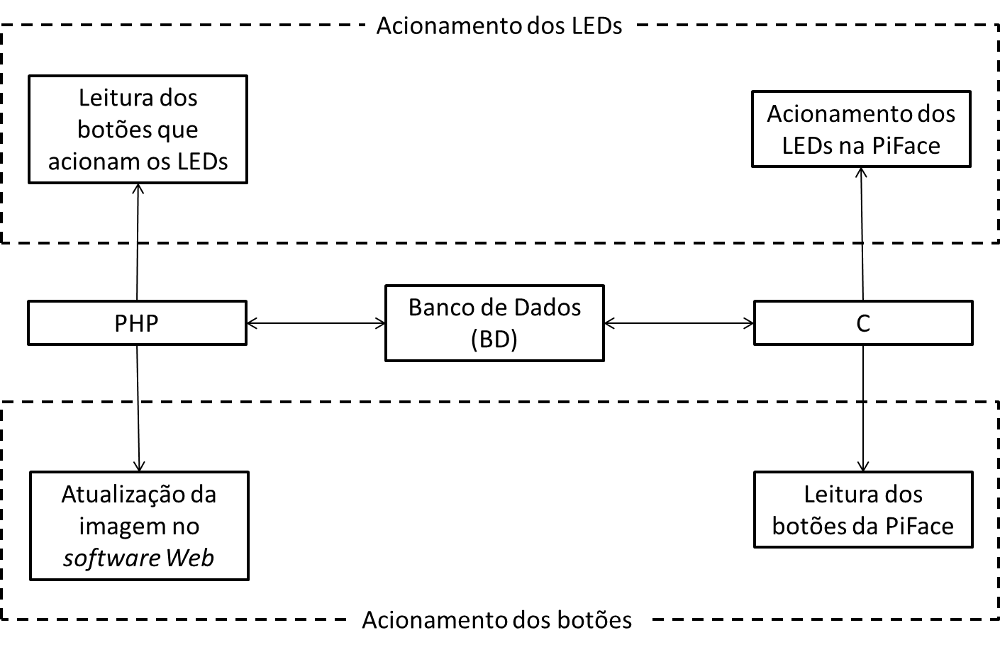 Acionamento dos LEDs
Leitura dos
botões que
acionam os LEDs
Acionamento dos
LEDs na PiFace
PHP
Banco de Dados
(BD)
C
Atualização da
imagem no
software Web
Leitura dos
botões da PiFace
Acionamento dos botões